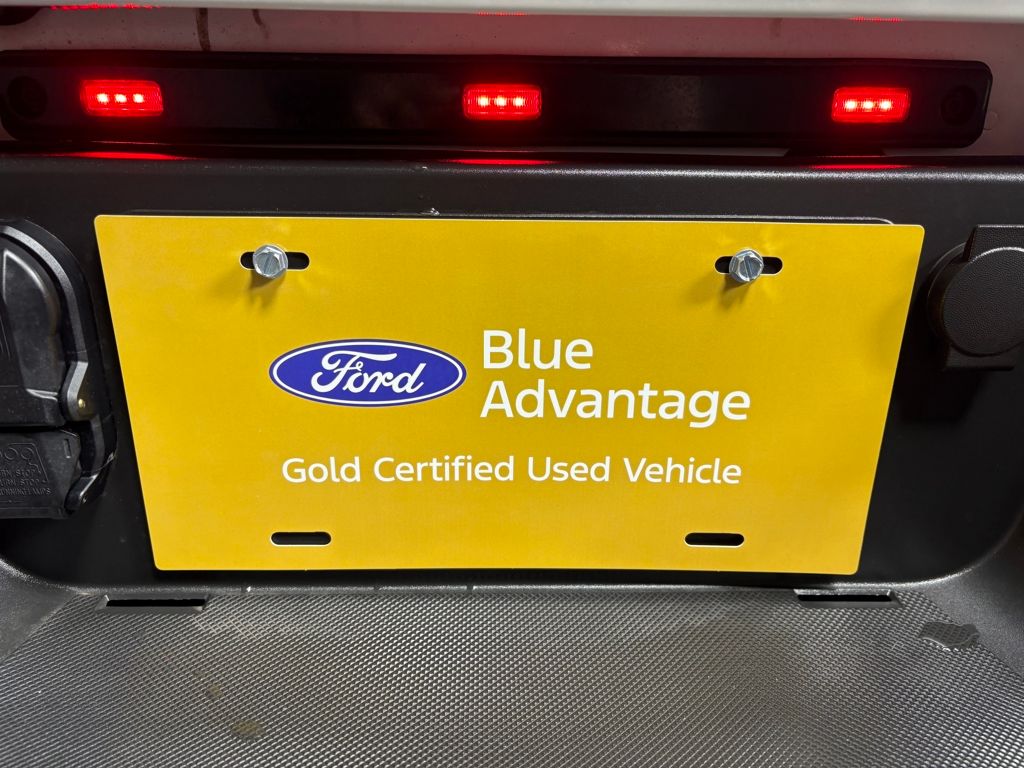 Ford
Blue
Advantage
Gold Certified Used Vehicle